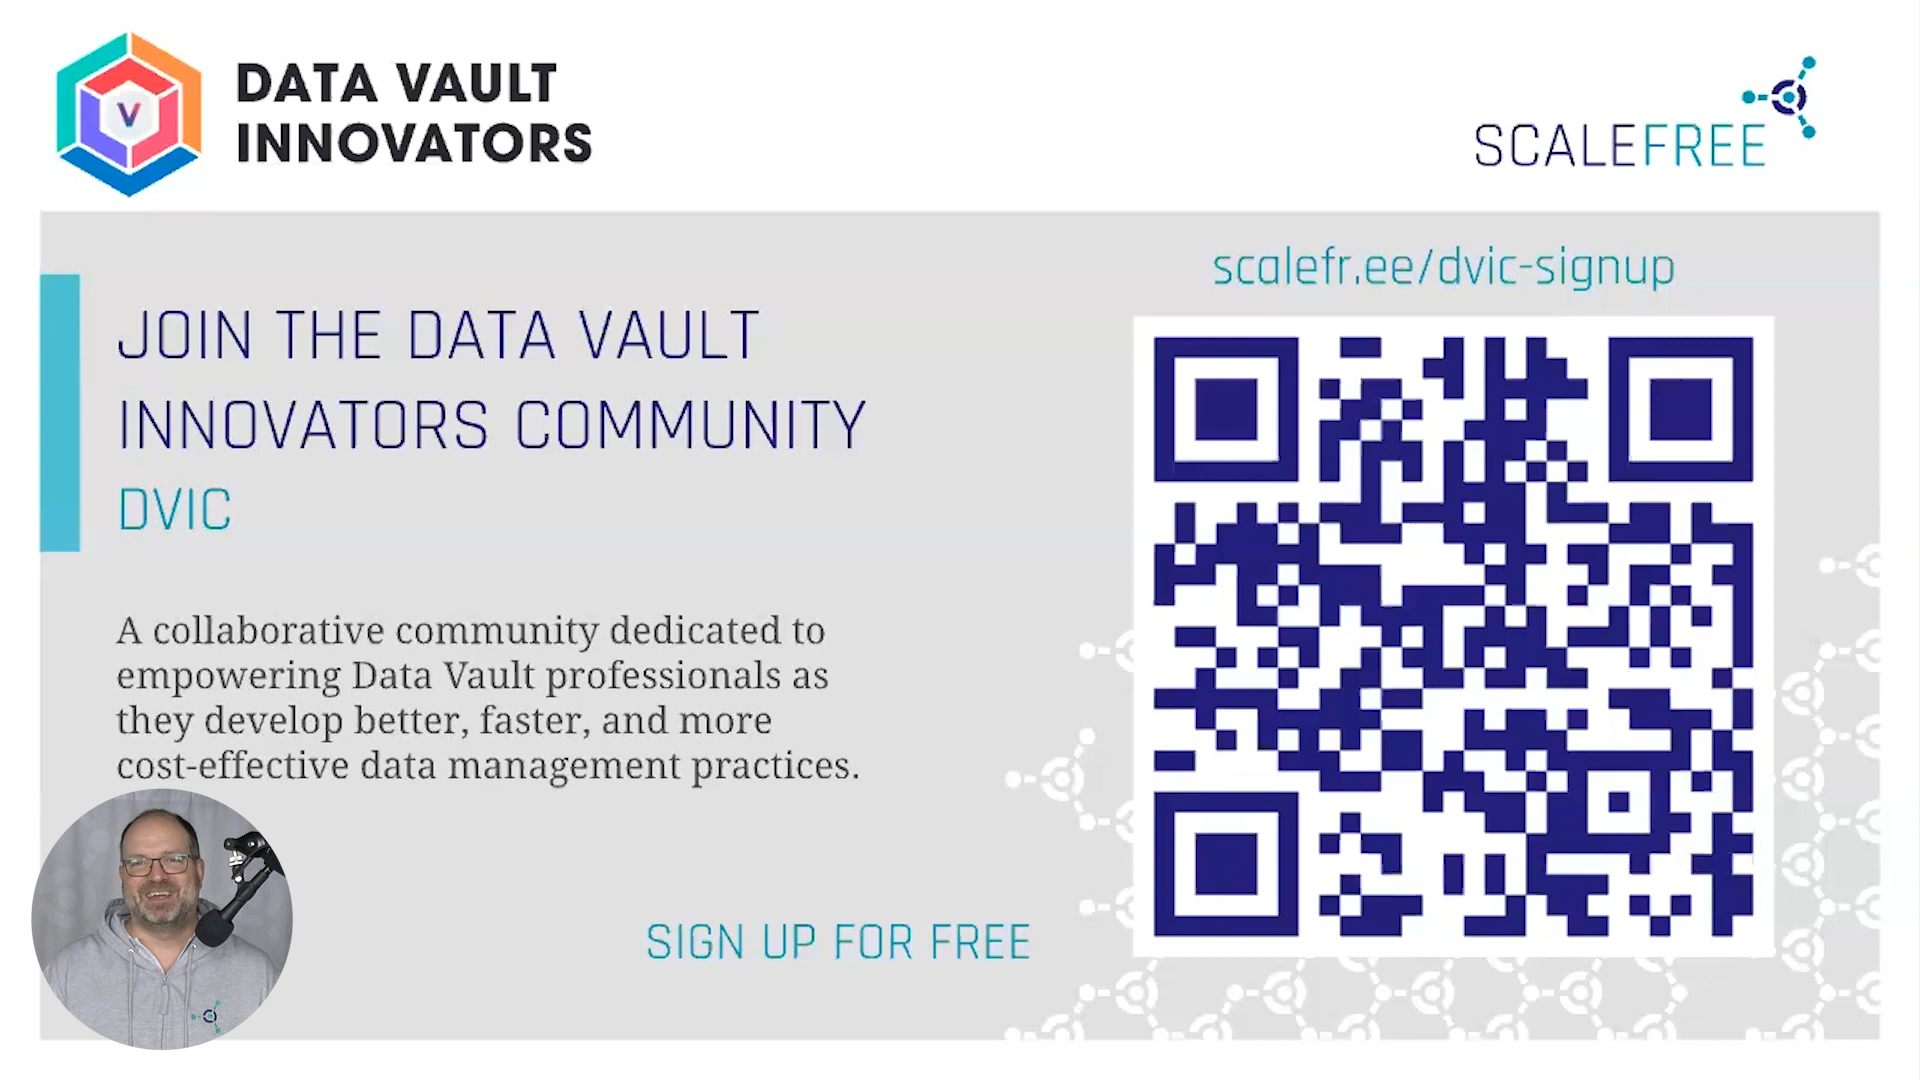 V
DATA VAULT
INNOVATORS
SCALEFREE
scalefr.ee/dvic-signup
JOIN THE DATA VAULT
INNOVATORS COMMUNITY
DVIC
A collaborative community dedicated to
empowering Data Vault professionals as
they develop better, faster, and more
cost-effective data management practices.
SIGN UP FOR FREE